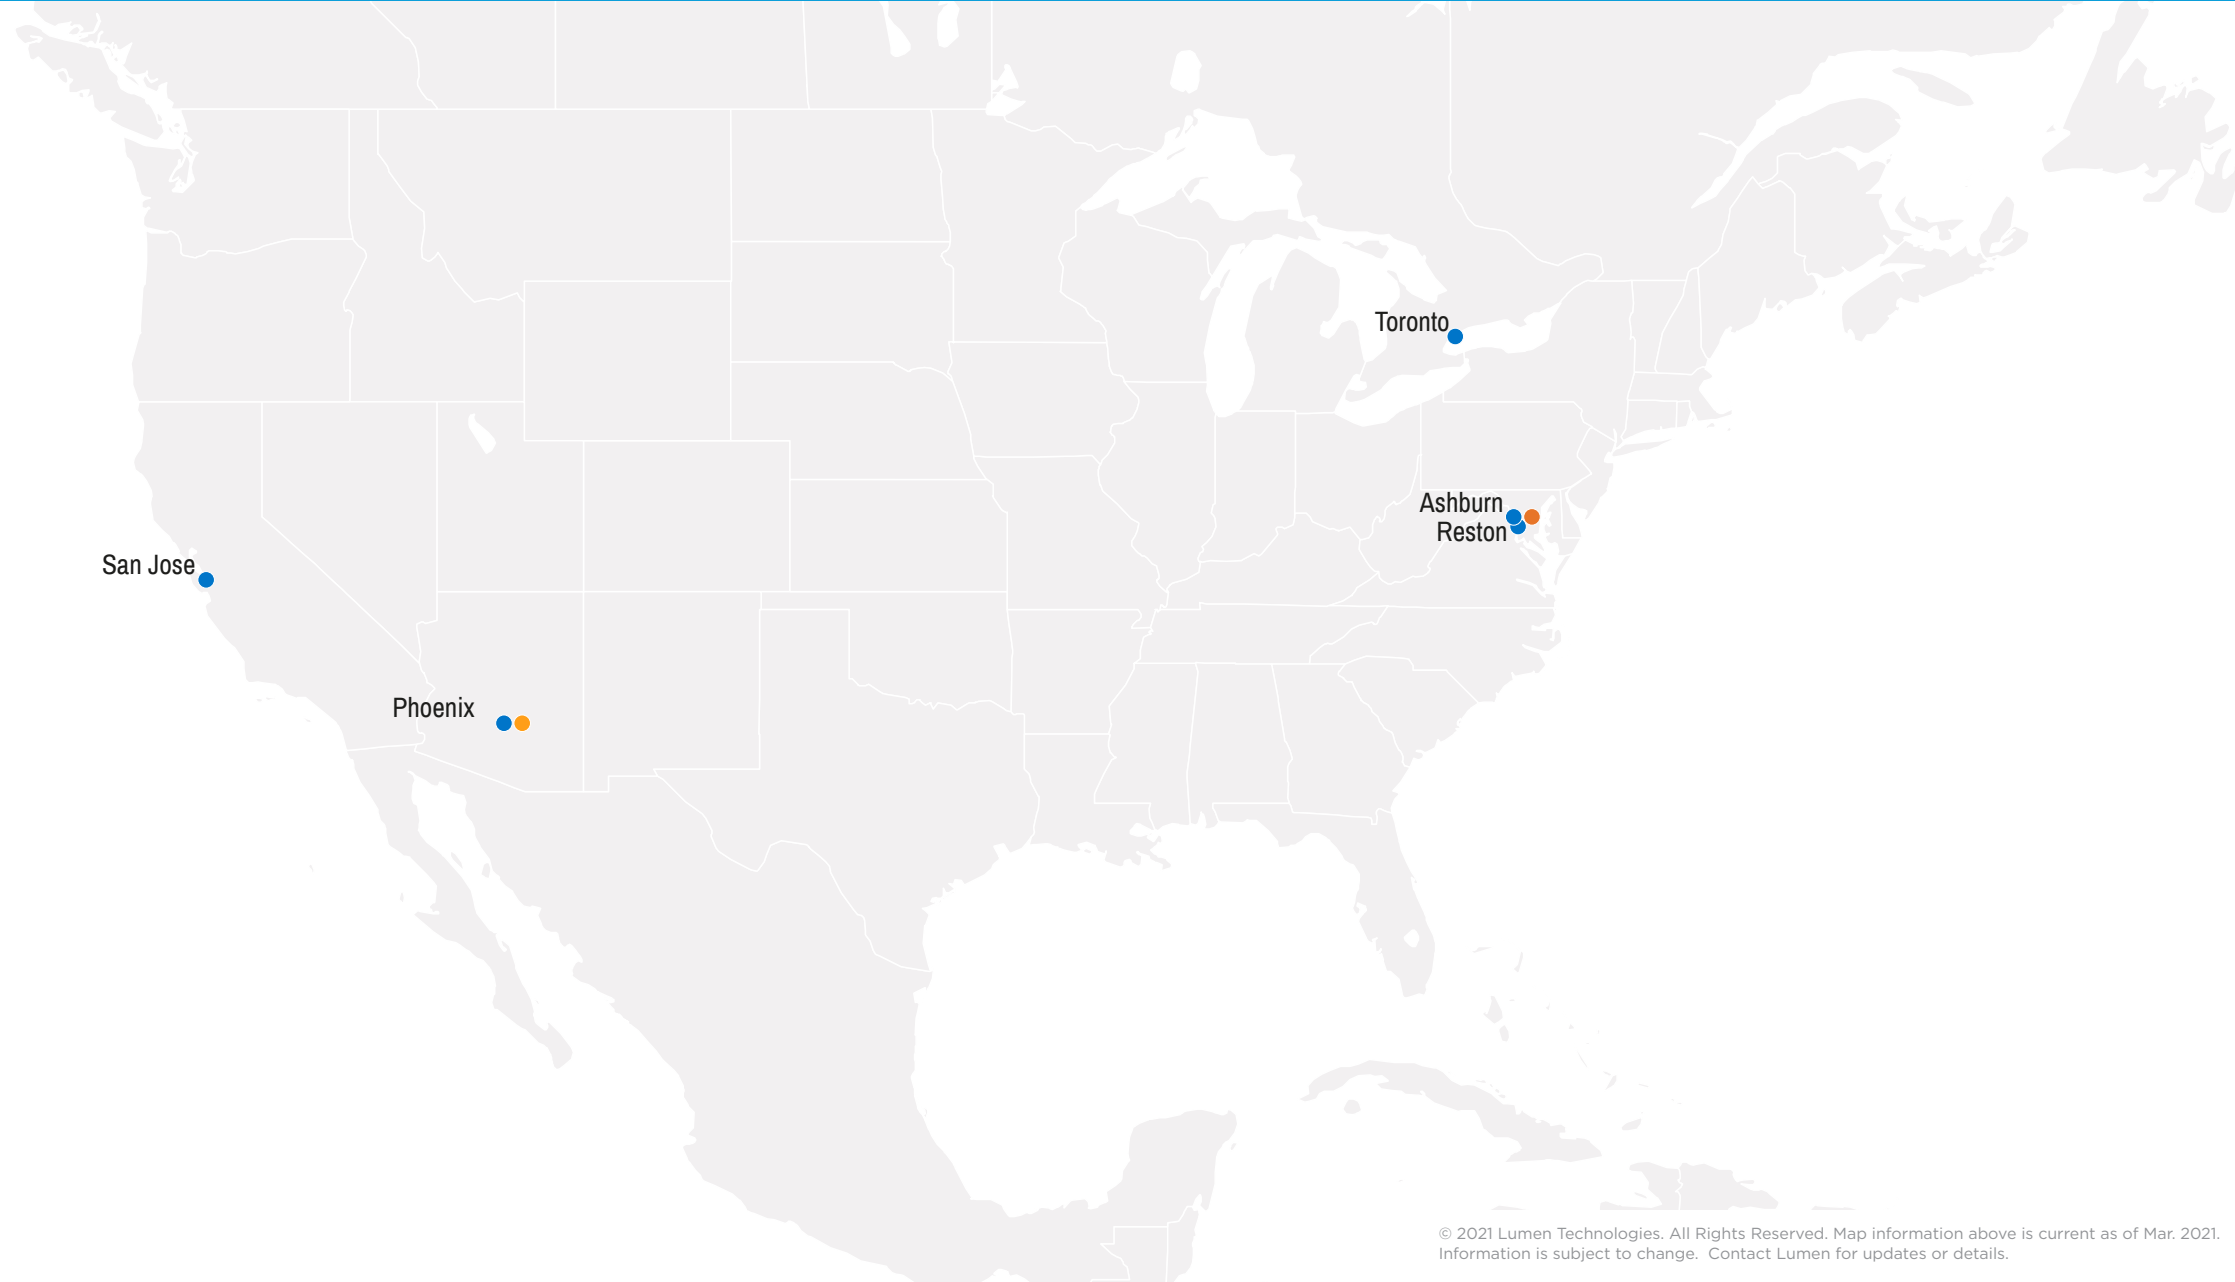 Toronto
Ashburn
Reston
San Jose
Phoenix
© 2021 Lumen Technologies. All Rights Reserved. Map information above is current as of Mar. 2021.
Information is subject to change. Contact Lumen for updates or details.